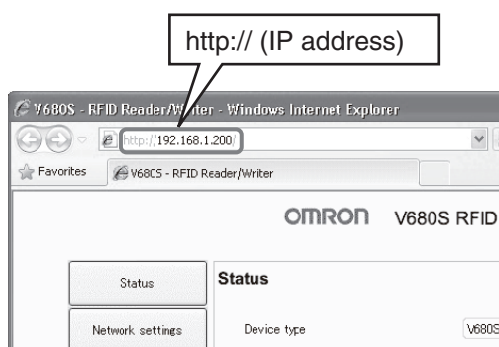 http:// (IP address)
V680S - RFID Reader/Writer - Windows Internet Explorer
http://192.168.1.200/
Favorites
V680S - RFID Reader/Writer
OMRON V680S RFID
Status
Status
Network settings
Device type
V680S